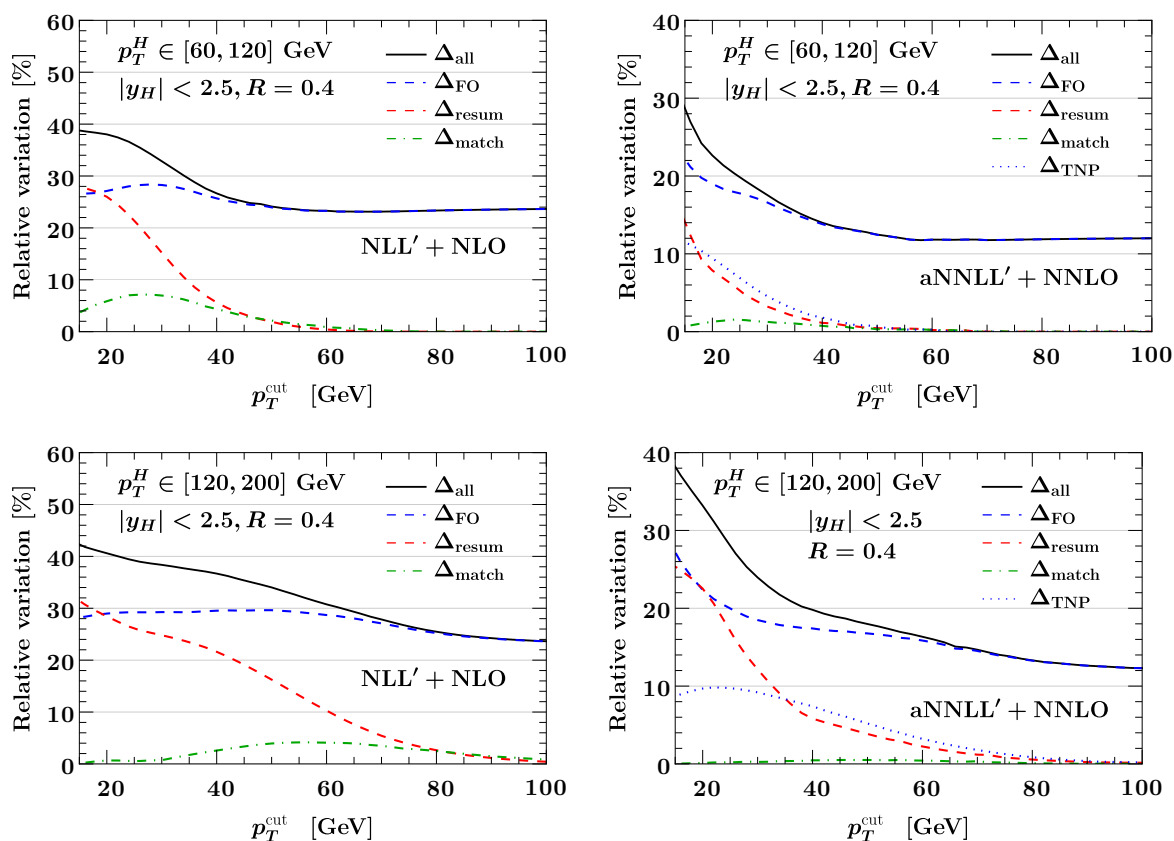 Relative variation [%]
60
50
40
30
20
10
0
p_T^H ∈ [60, 120] GeV
|y_H| < 2.5, R = 0.4
Δ_all
Δ_FO
Δ_resum
Δ_match
NLL′ + NLO
20 40 60 80 100
p_T^cut [GeV]
Relative variation [%]
40
30
20
10
0
p_T^H ∈ [60, 120] GeV
|y_H| < 2.5, R = 0.4
Δ_all
Δ_FO
Δ_resum
Δ_match
Δ_TNP
aNNLL′ + NNLO
20 40 60 80 100
p_T^cut [GeV]
Relative variation [%]
60
50
40
30
20
10
0
p_T^H ∈ [120, 200] GeV
|y_H| < 2.5, R = 0.4
Δ_all
Δ_FO
Δ_resum
Δ_match
NLL′ + NLO
20 40 60 80 100
p_T^cut [GeV]
Relative variation [%]
40
30
20
10
0
p_T^H ∈ [120, 200] GeV
|y_H| < 2.5
R = 0.4
Δ_all
Δ_FO
Δ_resum
Δ_match
Δ_TNP
aNNLL′ + NNLO
20 40 60 80 100
p_T^cut [GeV]